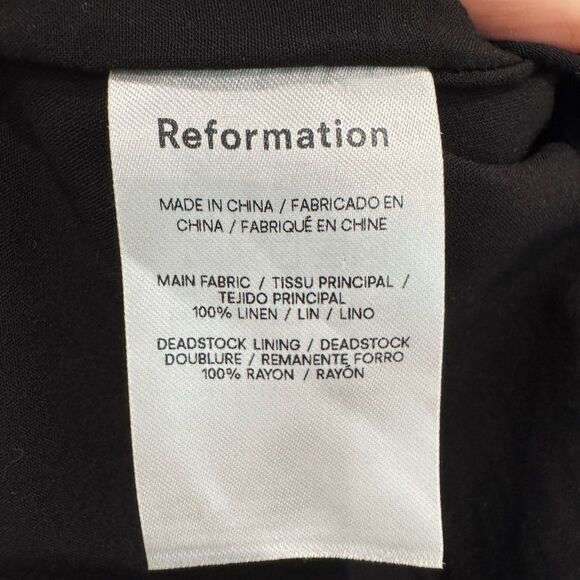 Reformation
MADE IN CHINA / FABRICADO EN
CHINA / FABRIQUÉ EN CHINE
MAIN FABRIC / TISSU PRINCIPAL /
TEJIDO PRINCIPAL
100% LINEN / LIN / LINO
DEADSTOCK LINING / DEADSTOCK
DOUBLURE / REMANENTE FORRO
100% RAYON / RAYÓN